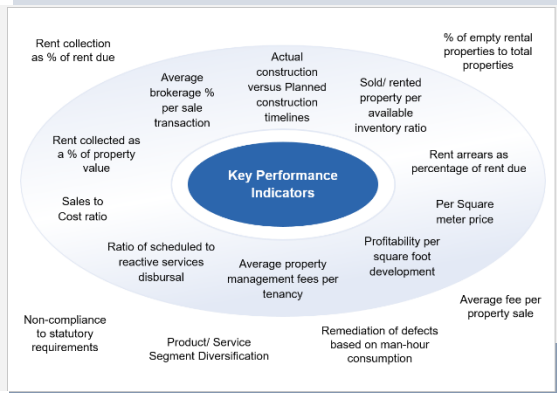 Rent collection
as % of rent due
% of empty rental
properties to total
properties
Average
brokerage %
per sale
transaction
Actual
construction
versus Planned
construction
timelines
Sold/ rented
property per
available
inventory ratio
Rent collected as
a % of property
value
Rent arrears as
percentage of rent due
Key Performance
Indicators
Sales to
Cost ratio
Per Square
meter price
Ratio of scheduled to
reactive services
disbursal
Average property
management fees per
tenancy
Profitability per
square foot
development
Average fee per
property sale
Non-compliance
to statutory
requirements
Product/ Service
Segment Diversification
Remediation of defects
based on man-hour
consumption